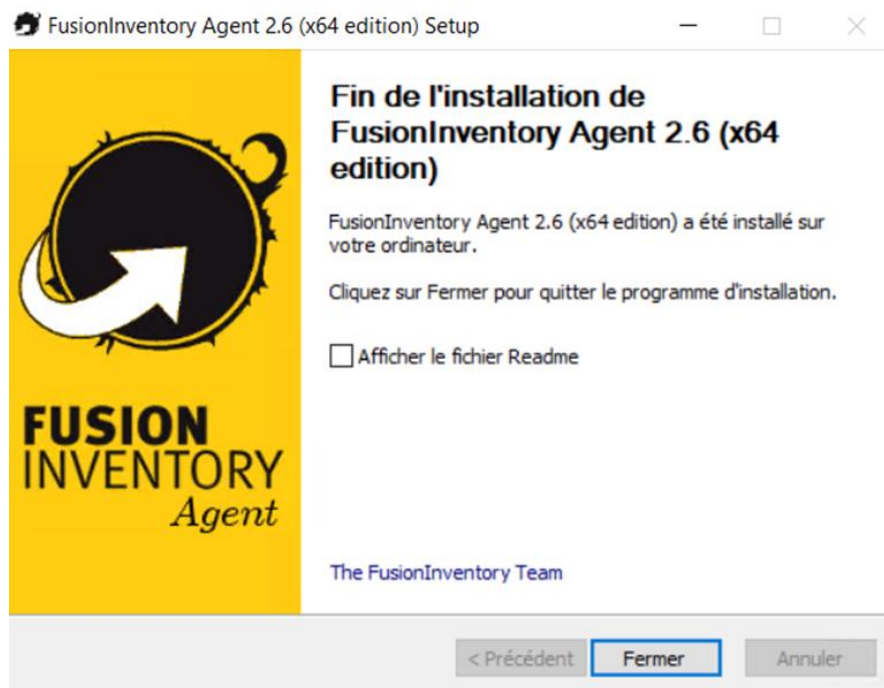 FusionInventory Agent 2.6 (x64 edition) Setup
Fin de l'installation de
FusionInventory Agent 2.6 (x64
edition)
FusionInventory Agent 2.6 (x64 edition) a été installé sur
votre ordinateur.
Cliquez sur Fermer pour quitter le programme d'installation.
Afficher le fichier Readme
FUSION
INVENTORY
Agent
The FusionInventory Team
< Précédent
Fermer
Annuler